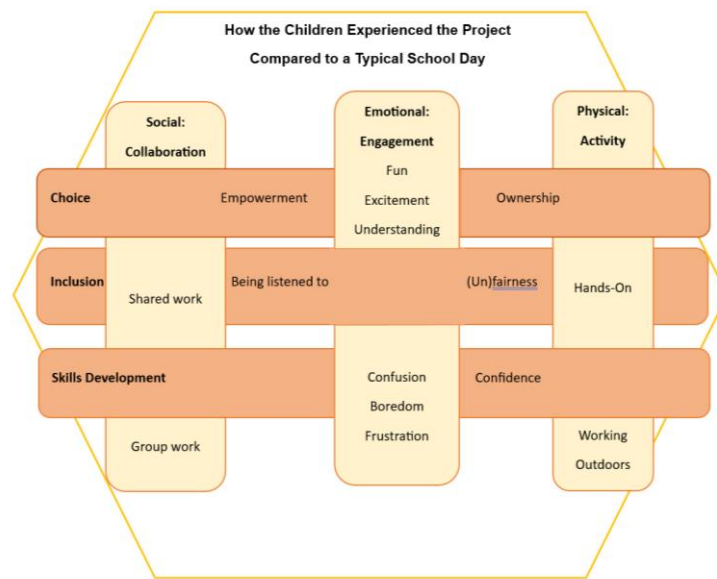 How the Children Experienced the Project
Compared to a Typical School Day
Social:
Collaboration
Emotional:
Engagement
Physical:
Activity
Fun
Choice
Empowerment
Excitement
Ownership
Understanding
Inclusion
Shared work
Being listened to
(Un)fairness
Hands-On
Skills Development
Confusion
Confidence
Boredom
Frustration
Group work
Working
Outdoors